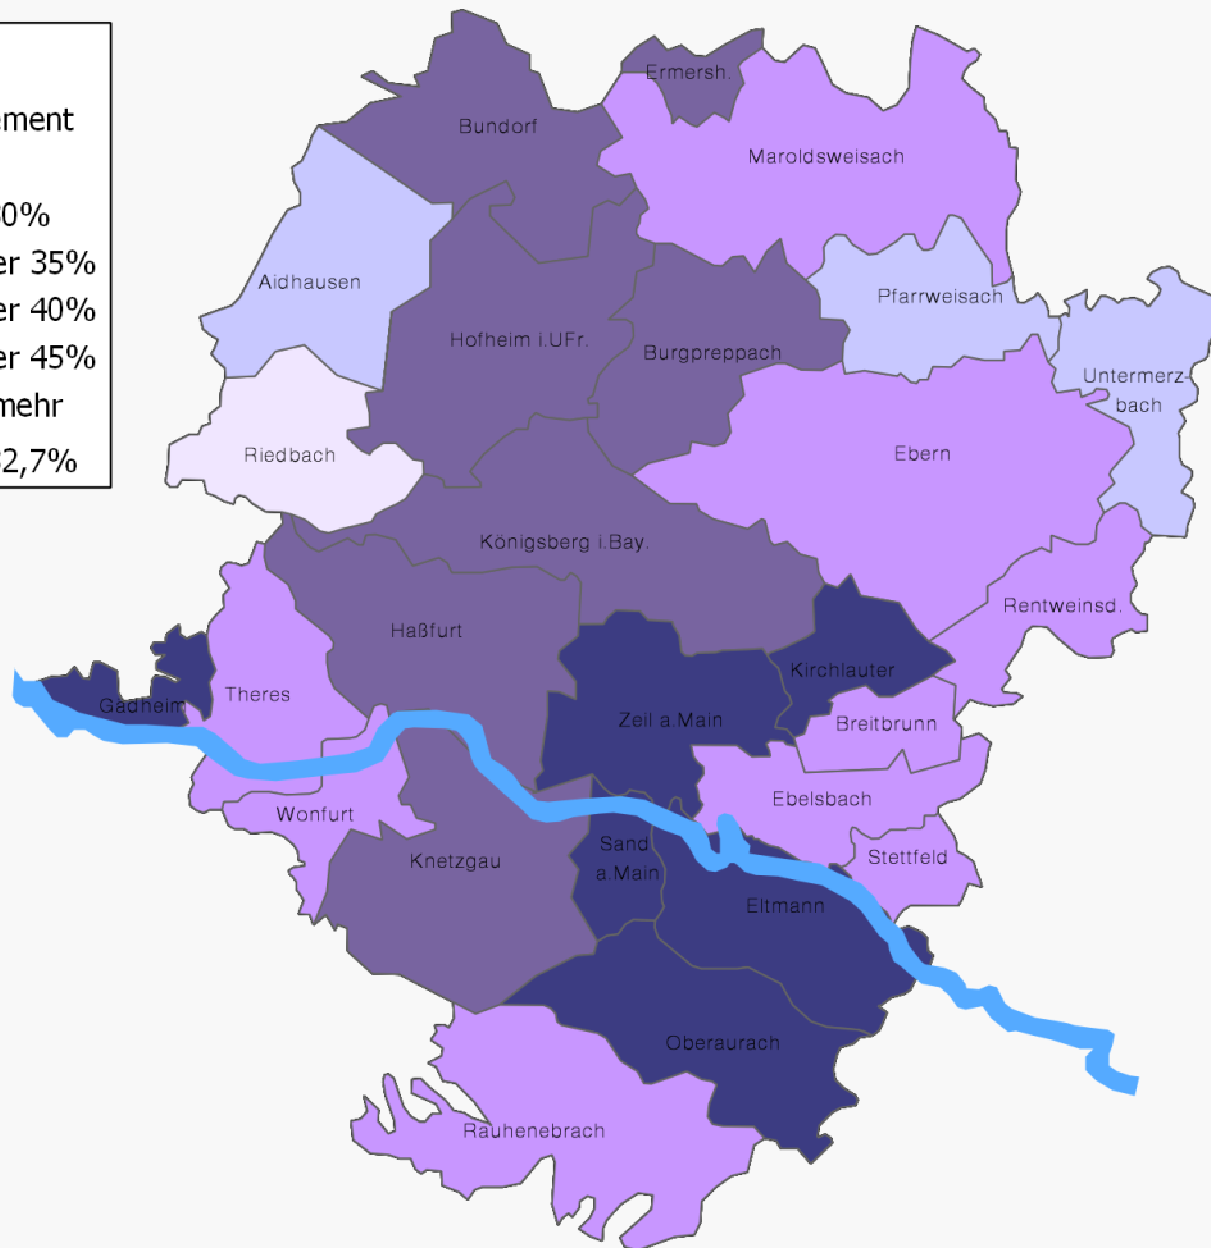 ement
0%
er 35%
er 40%
er 45%
mehr
2,7%
Ermersh.
Bundorf
Maroldsweisach
Aidhausen
Pfarrweisach
Hofheim i.UFr.
Burgpreppach
Untermerz-
bach
Riedbach
Ebern
Königsberg i.Bay.
Rentweinsd.
Haßfurt
Kirchlauter
Theres
Gädheim
Zeil a.Main
Breitbrunn
Ebelsbach
Wonfurt
Sand
a.Main
Stettfeld
Knetzgau
Eltmann
Oberaurach
Rauhenebrach